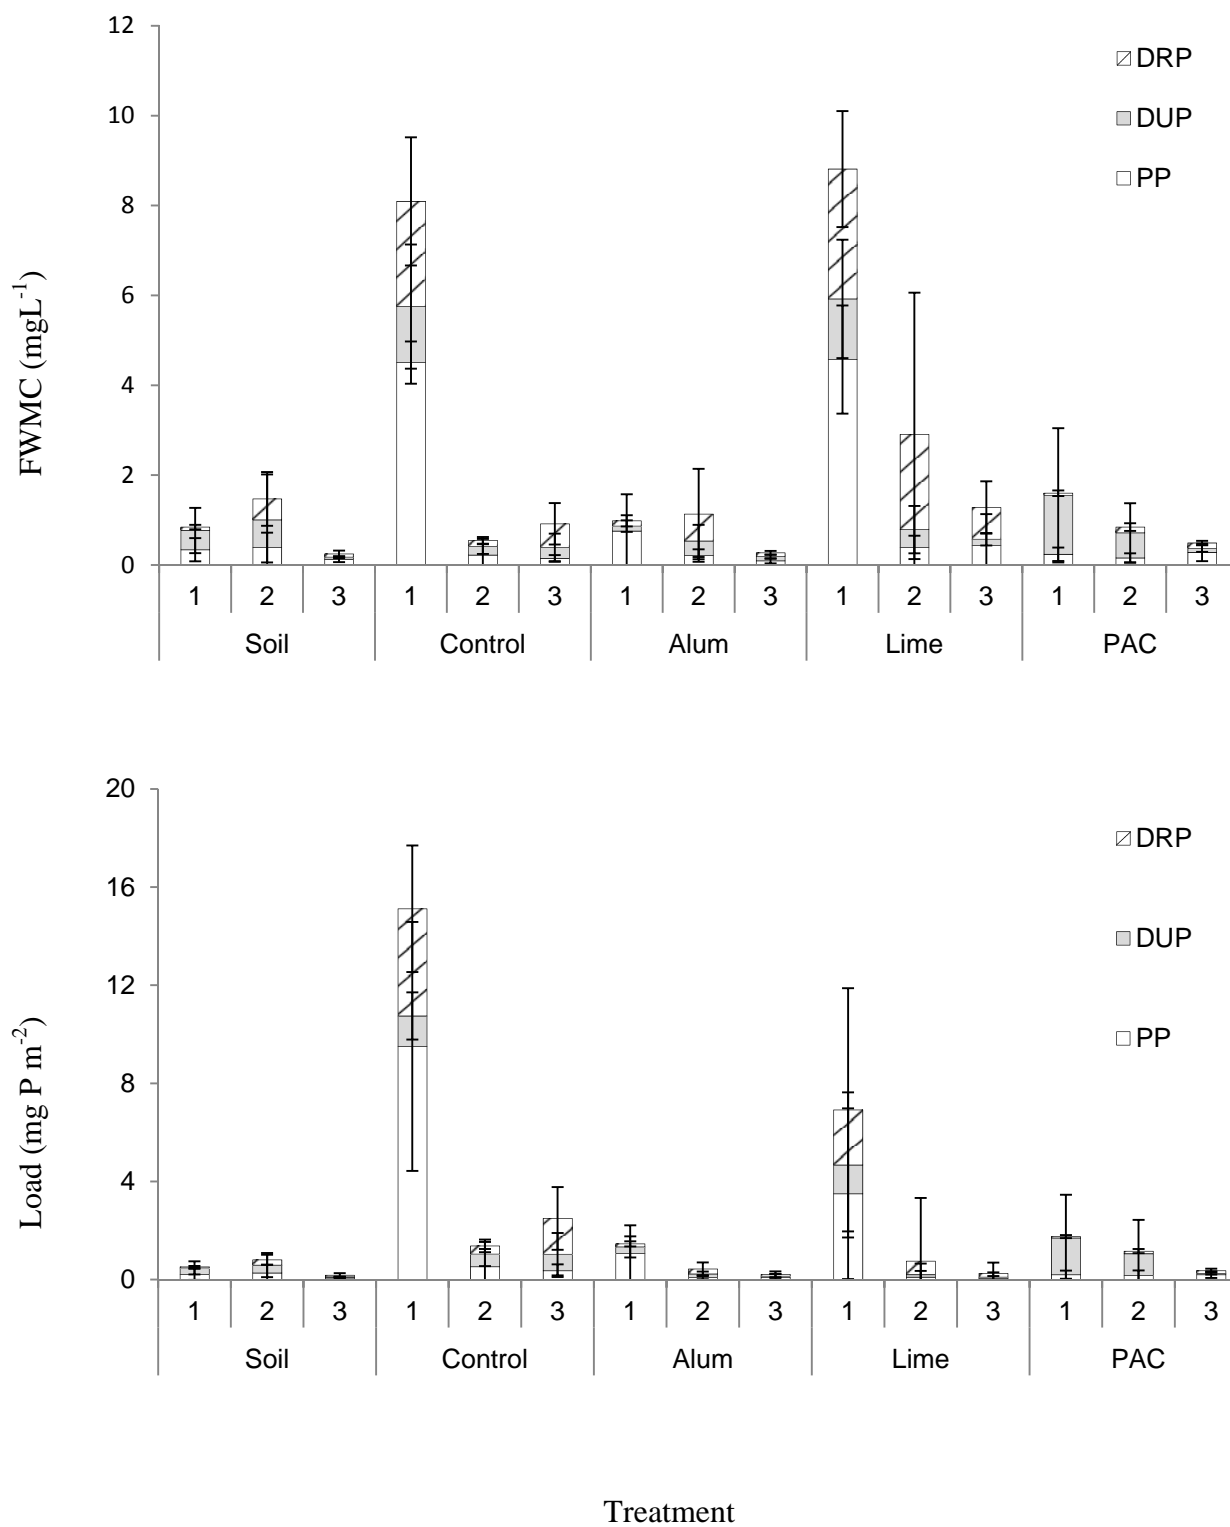 12
10
8
6
4
2
0
FWMC (mgL-1)
DRP
DUP
PP
1 2 3 1 2 3 1 2 3 1 2 3 1 2 3
Soil Control Alum Lime PAC
20
16
12
8
4
0
Load (mg P m-2)
DRP
DUP
PP
1 2 3 1 2 3 1 2 3 1 2 3 1 2 3
Soil Control Alum Lime PAC
Treatment